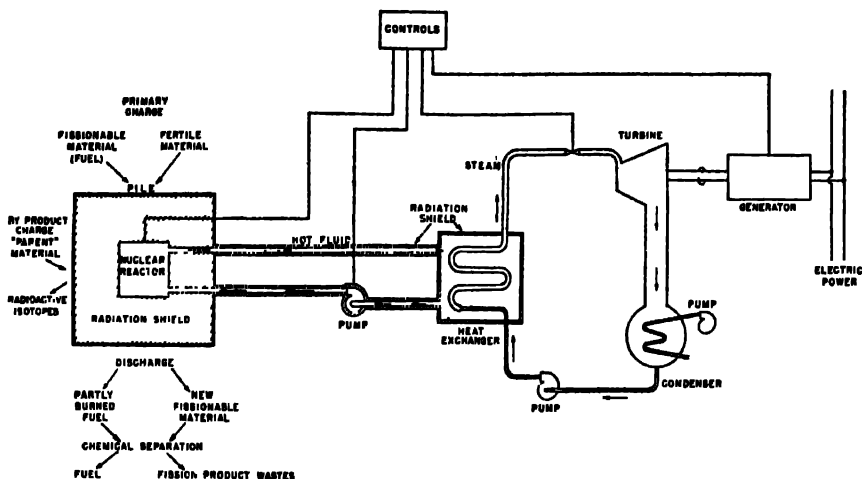 CONTROLS
PRIMARY
CHARGE
FISSIONABLE
MATERIAL
(FUEL)
FERTILE
MATERIAL
PILE
BY PRODUCT
CHARGE
"PARENT"
MATERIAL
RADIOACTIVE
ISOTOPES
NUCLEAR
REACTOR
RADIATION SHIELD
HOT FLUID
RADIATION
SHIELD
STEAM
TURBINE
GENERATOR
ELECTRIC
POWER
PUMP
HEAT
EXCHANGER
PUMP
CONDENSER
PUMP
DISCHARGE
PARTLY
BURNED
FUEL
NEW
FISSIONABLE
MATERIAL
CHEMICAL SEPARATION
FUEL
FISSION PRODUCT WASTES